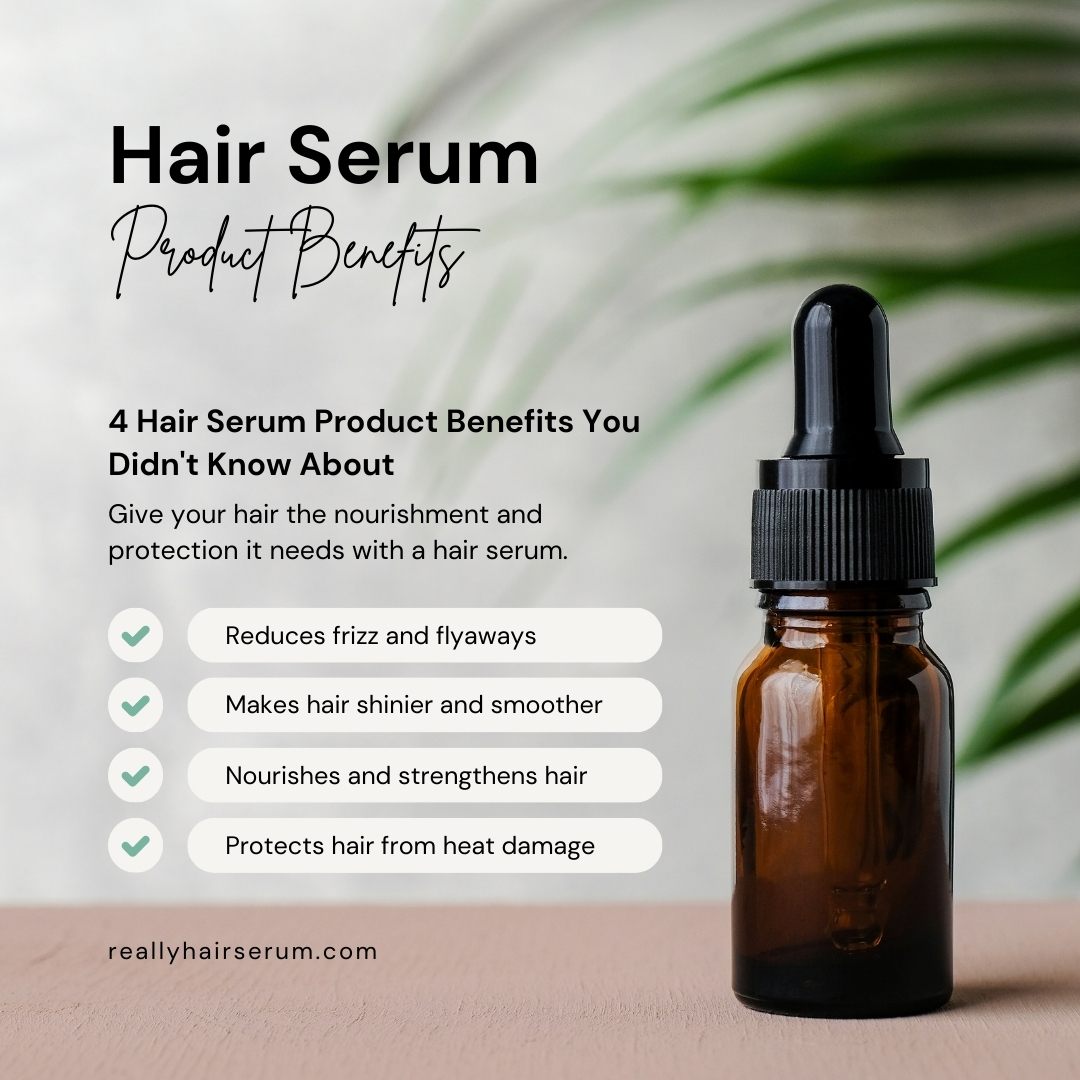 Hair Serum
Product Benefits
4 Hair Serum Product Benefits You
Didn't Know About
Give your hair the nourishment and
protection it needs with a hair serum.
Reduces frizz and flyaways
Makes hair shinier and smoother
Nourishes and strengthens hair
Protects hair from heat damage
reallyhairserum.com